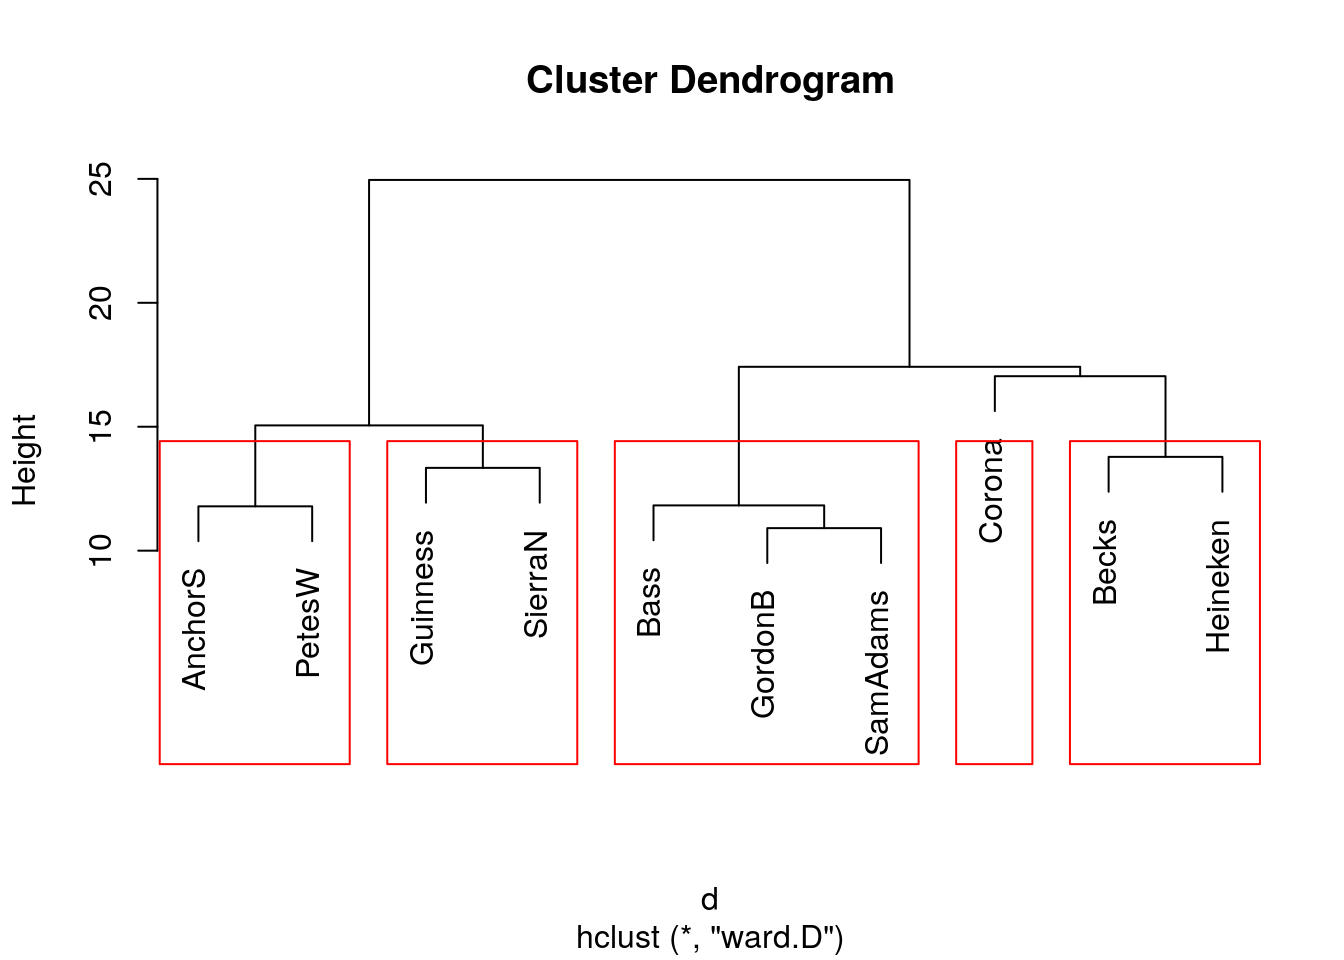 Cluster Dendrogram
Height
25
20
15
10
AnchorS
PetesW
Guinness
SierraN
Bass
GordonB
SamAdams
Corona
Becks
Heineken
d
hclust (*, "ward.D")